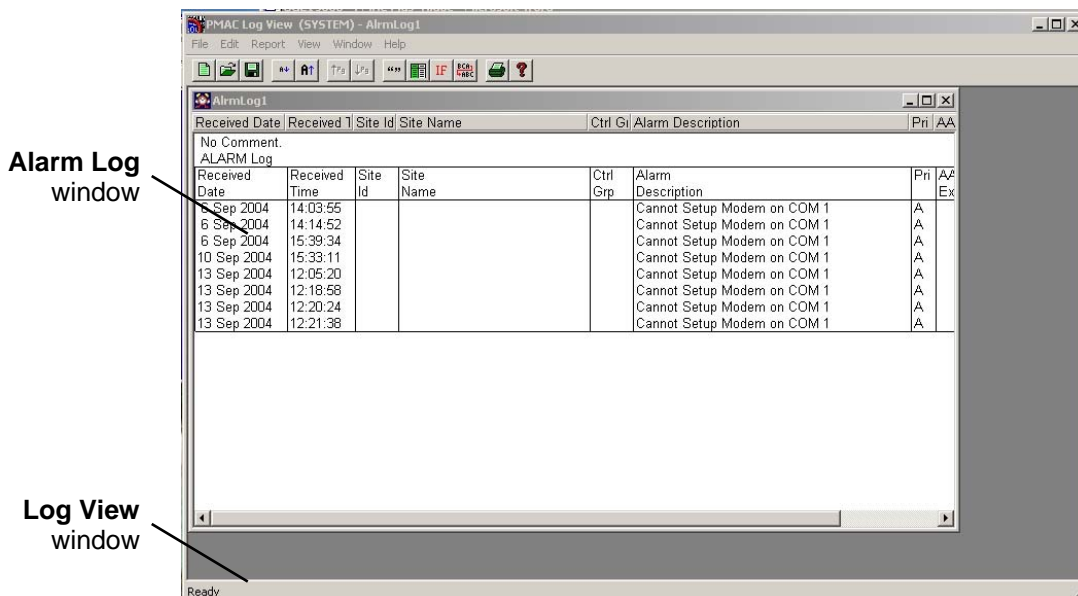 PMAC Log View (SYSTEM) - AlrmLog1
File Edit Report View Window Help
IF
AlrmLog1
Received Date Received T Site Id Site Name Ctrl Gr Alarm Description Pri AA
No Comment.
ALARM Log
Received Received Site Site Ctrl Alarm Pri AA
Date Time Id Name Grp Description Ex
6 Sep 2004 14:03:55 Cannot Setup Modem on COM 1 A
6 Sep 2004 14:14:52 Cannot Setup Modem on COM 1 A
6 Sep 2004 15:39:34 Cannot Setup Modem on COM 1 A
10 Sep 2004 15:33:11 Cannot Setup Modem on COM 1 A
13 Sep 2004 12:05:20 Cannot Setup Modem on COM 1 A
13 Sep 2004 12:18:58 Cannot Setup Modem on COM 1 A
13 Sep 2004 12:20:24 Cannot Setup Modem on COM 1 A
13 Sep 2004 12:21:38 Cannot Setup Modem on COM 1 A
Ready
Alarm Log
window
Log View
window